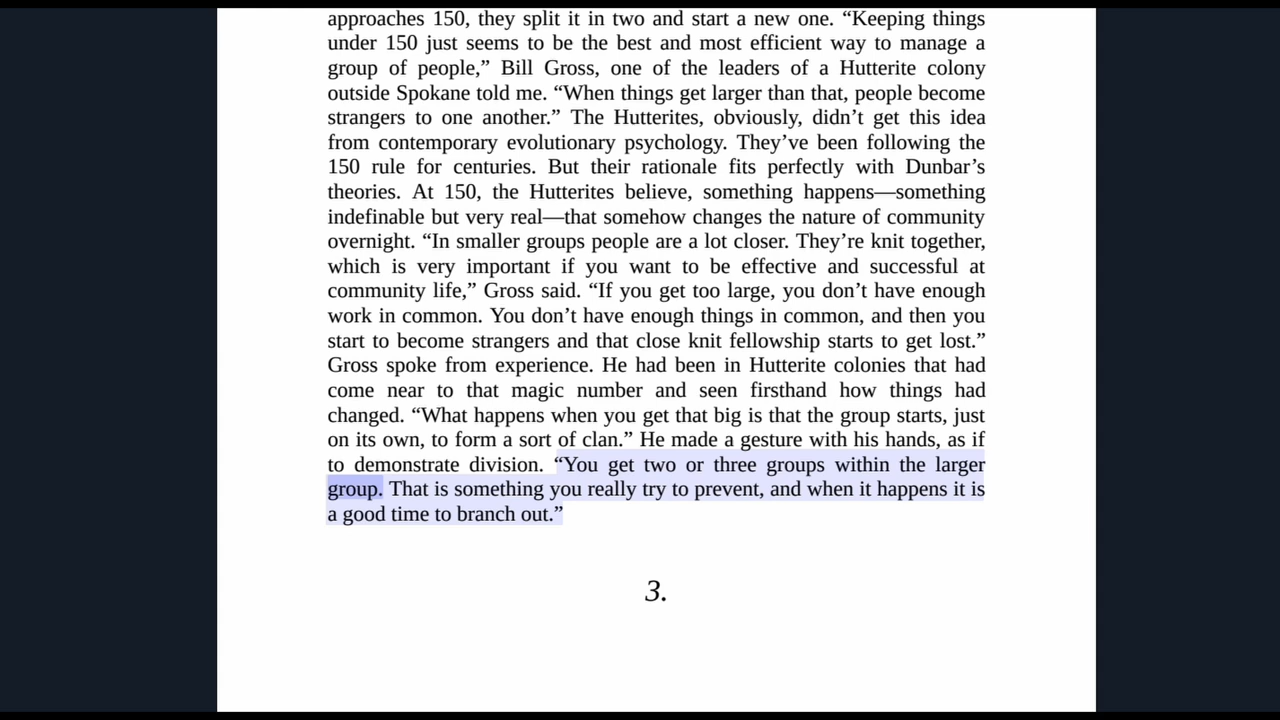 approaches 150, they split it in two and start a new one. “Keeping things
under 150 just seems to be the best and most efficient way to manage a
group of people,” Bill Gross, one of the leaders of a Hutterite colony
outside Spokane told me. “When things get larger than that, people become
strangers to one another.” The Hutterites, obviously, didn’t get this idea
from contemporary evolutionary psychology. They’ve been following the
150 rule for centuries. But their rationale fits perfectly with Dunbar’s
theories. At 150, the Hutterites believe, something happens—something
indefinable but very real—that somehow changes the nature of community
overnight. “In smaller groups people are a lot closer. They’re knit together,
which is very important if you want to be effective and successful at
community life,” Gross said. “If you get too large, you don’t have enough
work in common. You don’t have enough things in common, and then you
start to become strangers and that close knit fellowship starts to get lost.”
Gross spoke from experience. He had been in Hutterite colonies that had
come near to that magic number and seen firsthand how things had
changed. “What happens when you get that big is that the group starts, just
on its own, to form a sort of clan.” He made a gesture with his hands, as if
to demonstrate division. “You get two or three groups within the larger
group. That is something you really try to prevent, and when it happens it is
a good time to branch out.”
3.